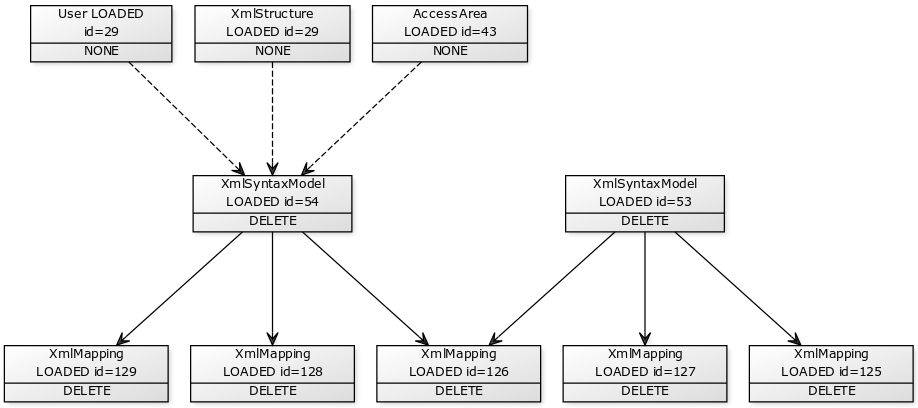 User LOADED
id=29
NONE
XmlStructure
LOADED id=29
NONE
AccessArea
LOADED id=43
NONE
XmlSyntaxModel
LOADED id=54
DELETE
XmlSyntaxModel
LOADED id=53
DELETE
XmlMapping
LOADED id=129
DELETE
XmlMapping
LOADED id=128
DELETE
XmlMapping
LOADED id=126
DELETE
XmlMapping
LOADED id=127
DELETE
XmlMapping
LOADED id=125
DELETE